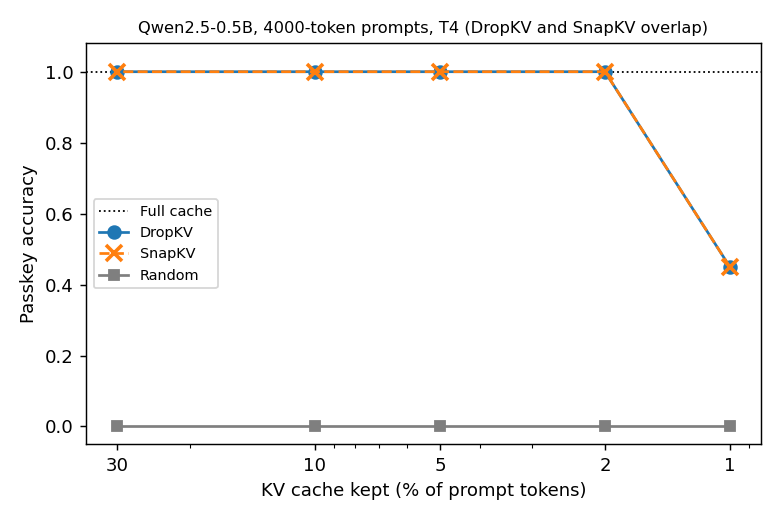 Qwen2.5-0.5B, 4000-token prompts, T4 (DropKV and SnapKV overlap)
1.0
0.8
0.6
0.4
0.2
0.0
Passkey accuracy
Full cache
DropKV
SnapKV
Random
30 10 5 2 1
KV cache kept (% of prompt tokens)